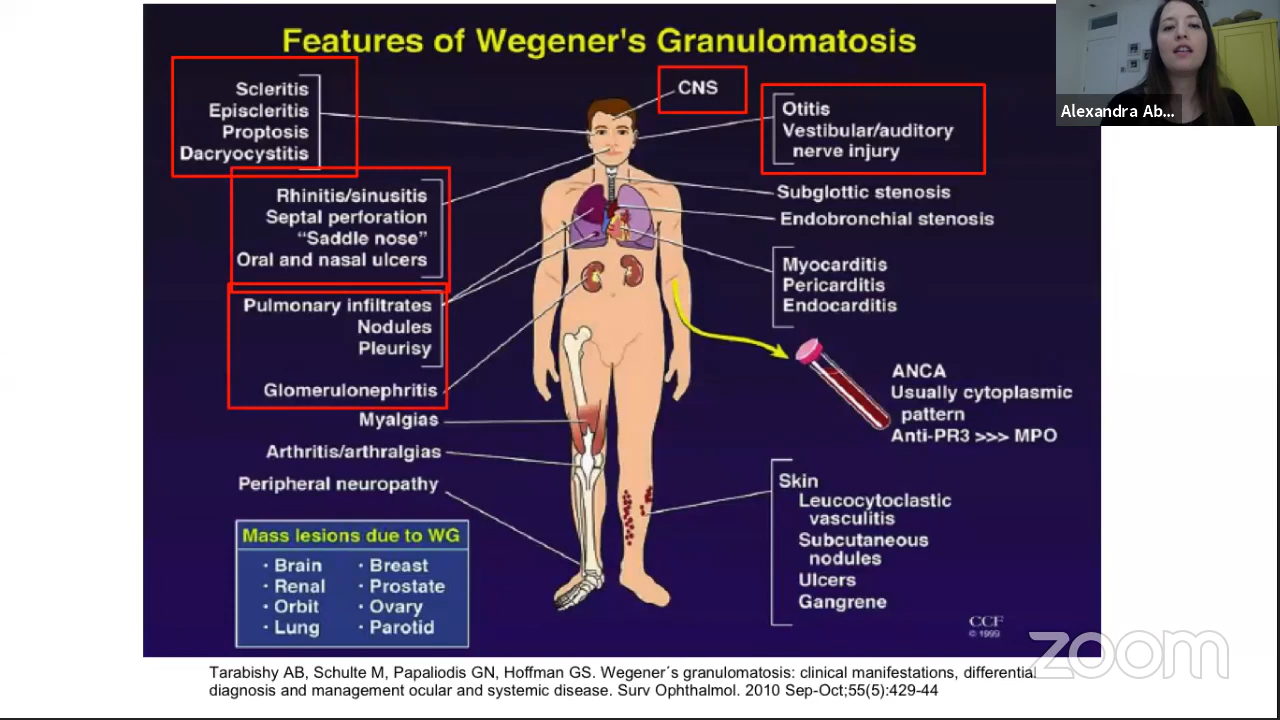 Features of Wegener's Granulomatosis
Scleritis
Episcleritis
Proptosis
Dacryocystitis
CNS
Otitis
Vestibular/auditory
nerve injury
Rhinitis/sinusitis
Septal perforation
“Saddle nose”
Oral and nasal ulcers
Subglottic stenosis
Endobronchial stenosis
Pulmonary infiltrates
Nodules
Pleurisy
Myocarditis
Pericarditis
Endocarditis
Glomerulonephritis
Myalgias
Arthritis/arthralgias
Peripheral neuropathy
ANCA
Usually cytoplasmic
pattern
Anti-PR3 >>> MPO
Skin
Leucocytoclastic
vasculitis
Subcutaneous
nodules
Ulcers
Gangrene
Mass lesions due to WG
· Brain
· Renal
· Orbit
· Lung
· Breast
· Prostate
· Ovary
· Parotid
CCF
© 1999
Tarabishy AB, Schulte M, Papaliodis GN, Hoffman GS. Wegener´s granulomatosis: clinical manifestations, differential
diagnosis and management ocular and systemic disease. Surv Ophthalmol. 2010 Sep-Oct;55(5):429-44
Alexandra Ab...
zoom